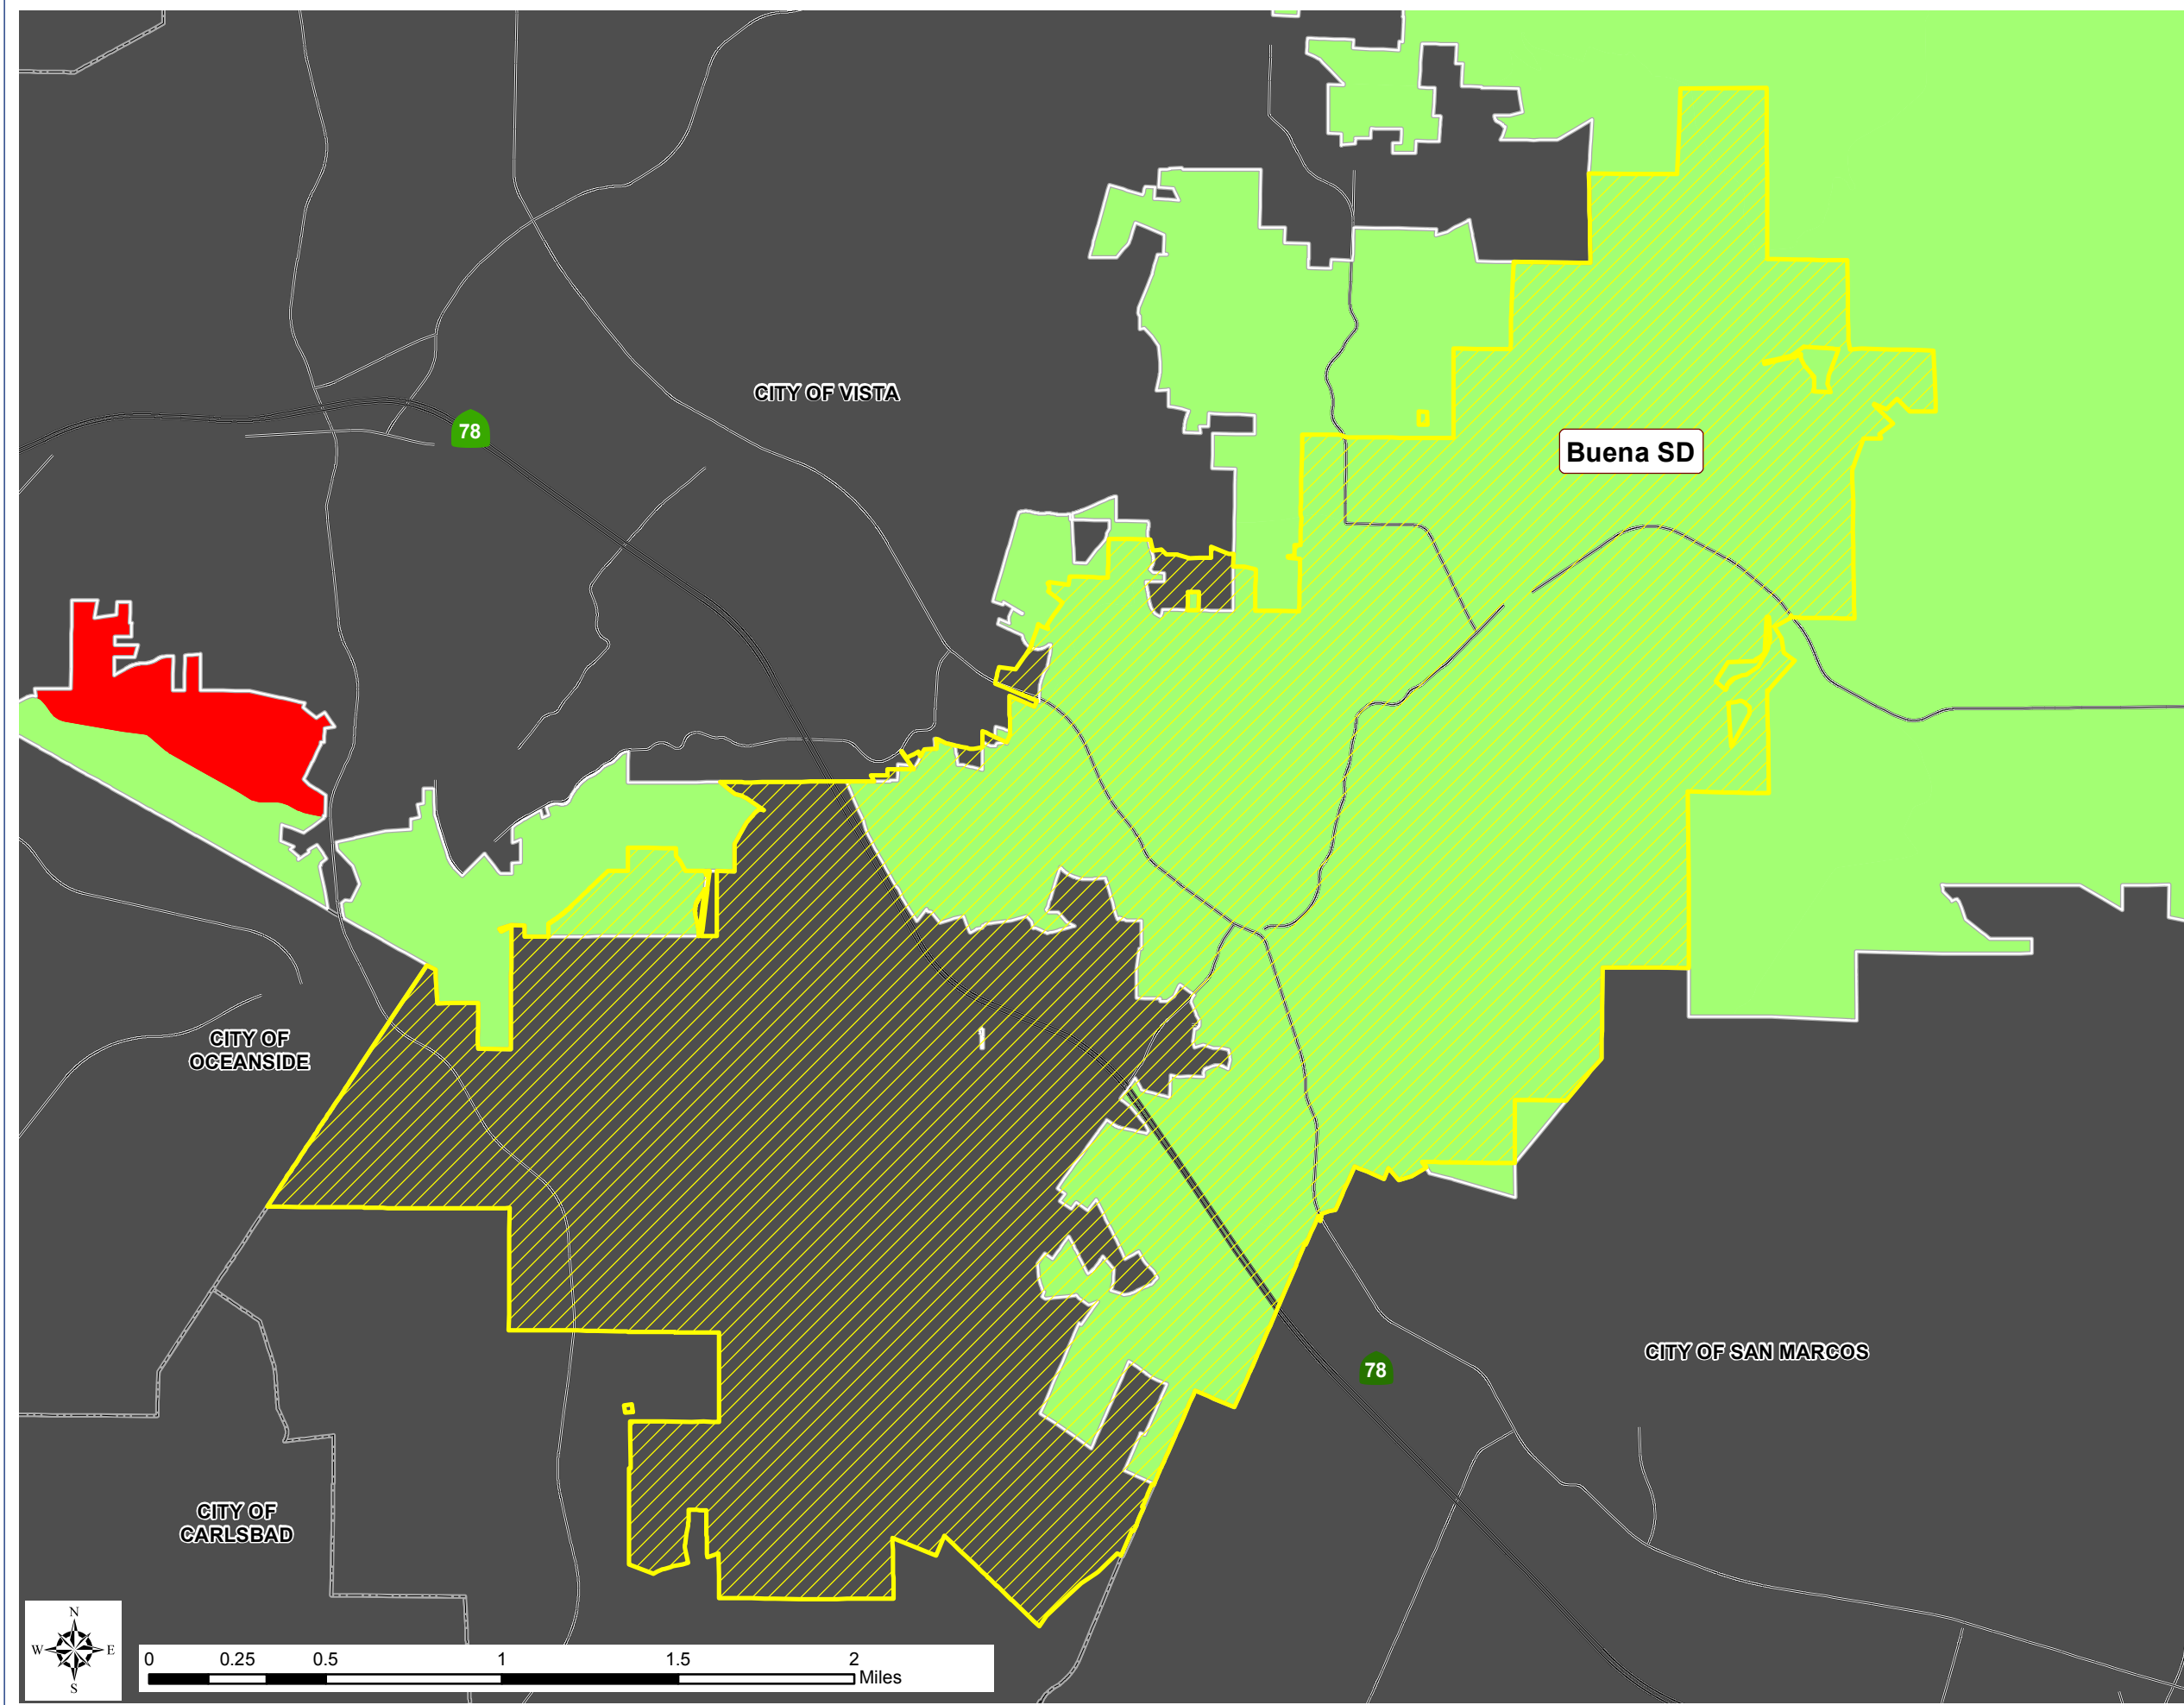 CITY OF VISTA
78
Buena SD
CITY OF
OCEANSIDE
CITY OF SAN MARCOS
78
CITY OF
CARLSBAD
N
W E
S
0 0.25 0.5 1 1.5 2
Miles